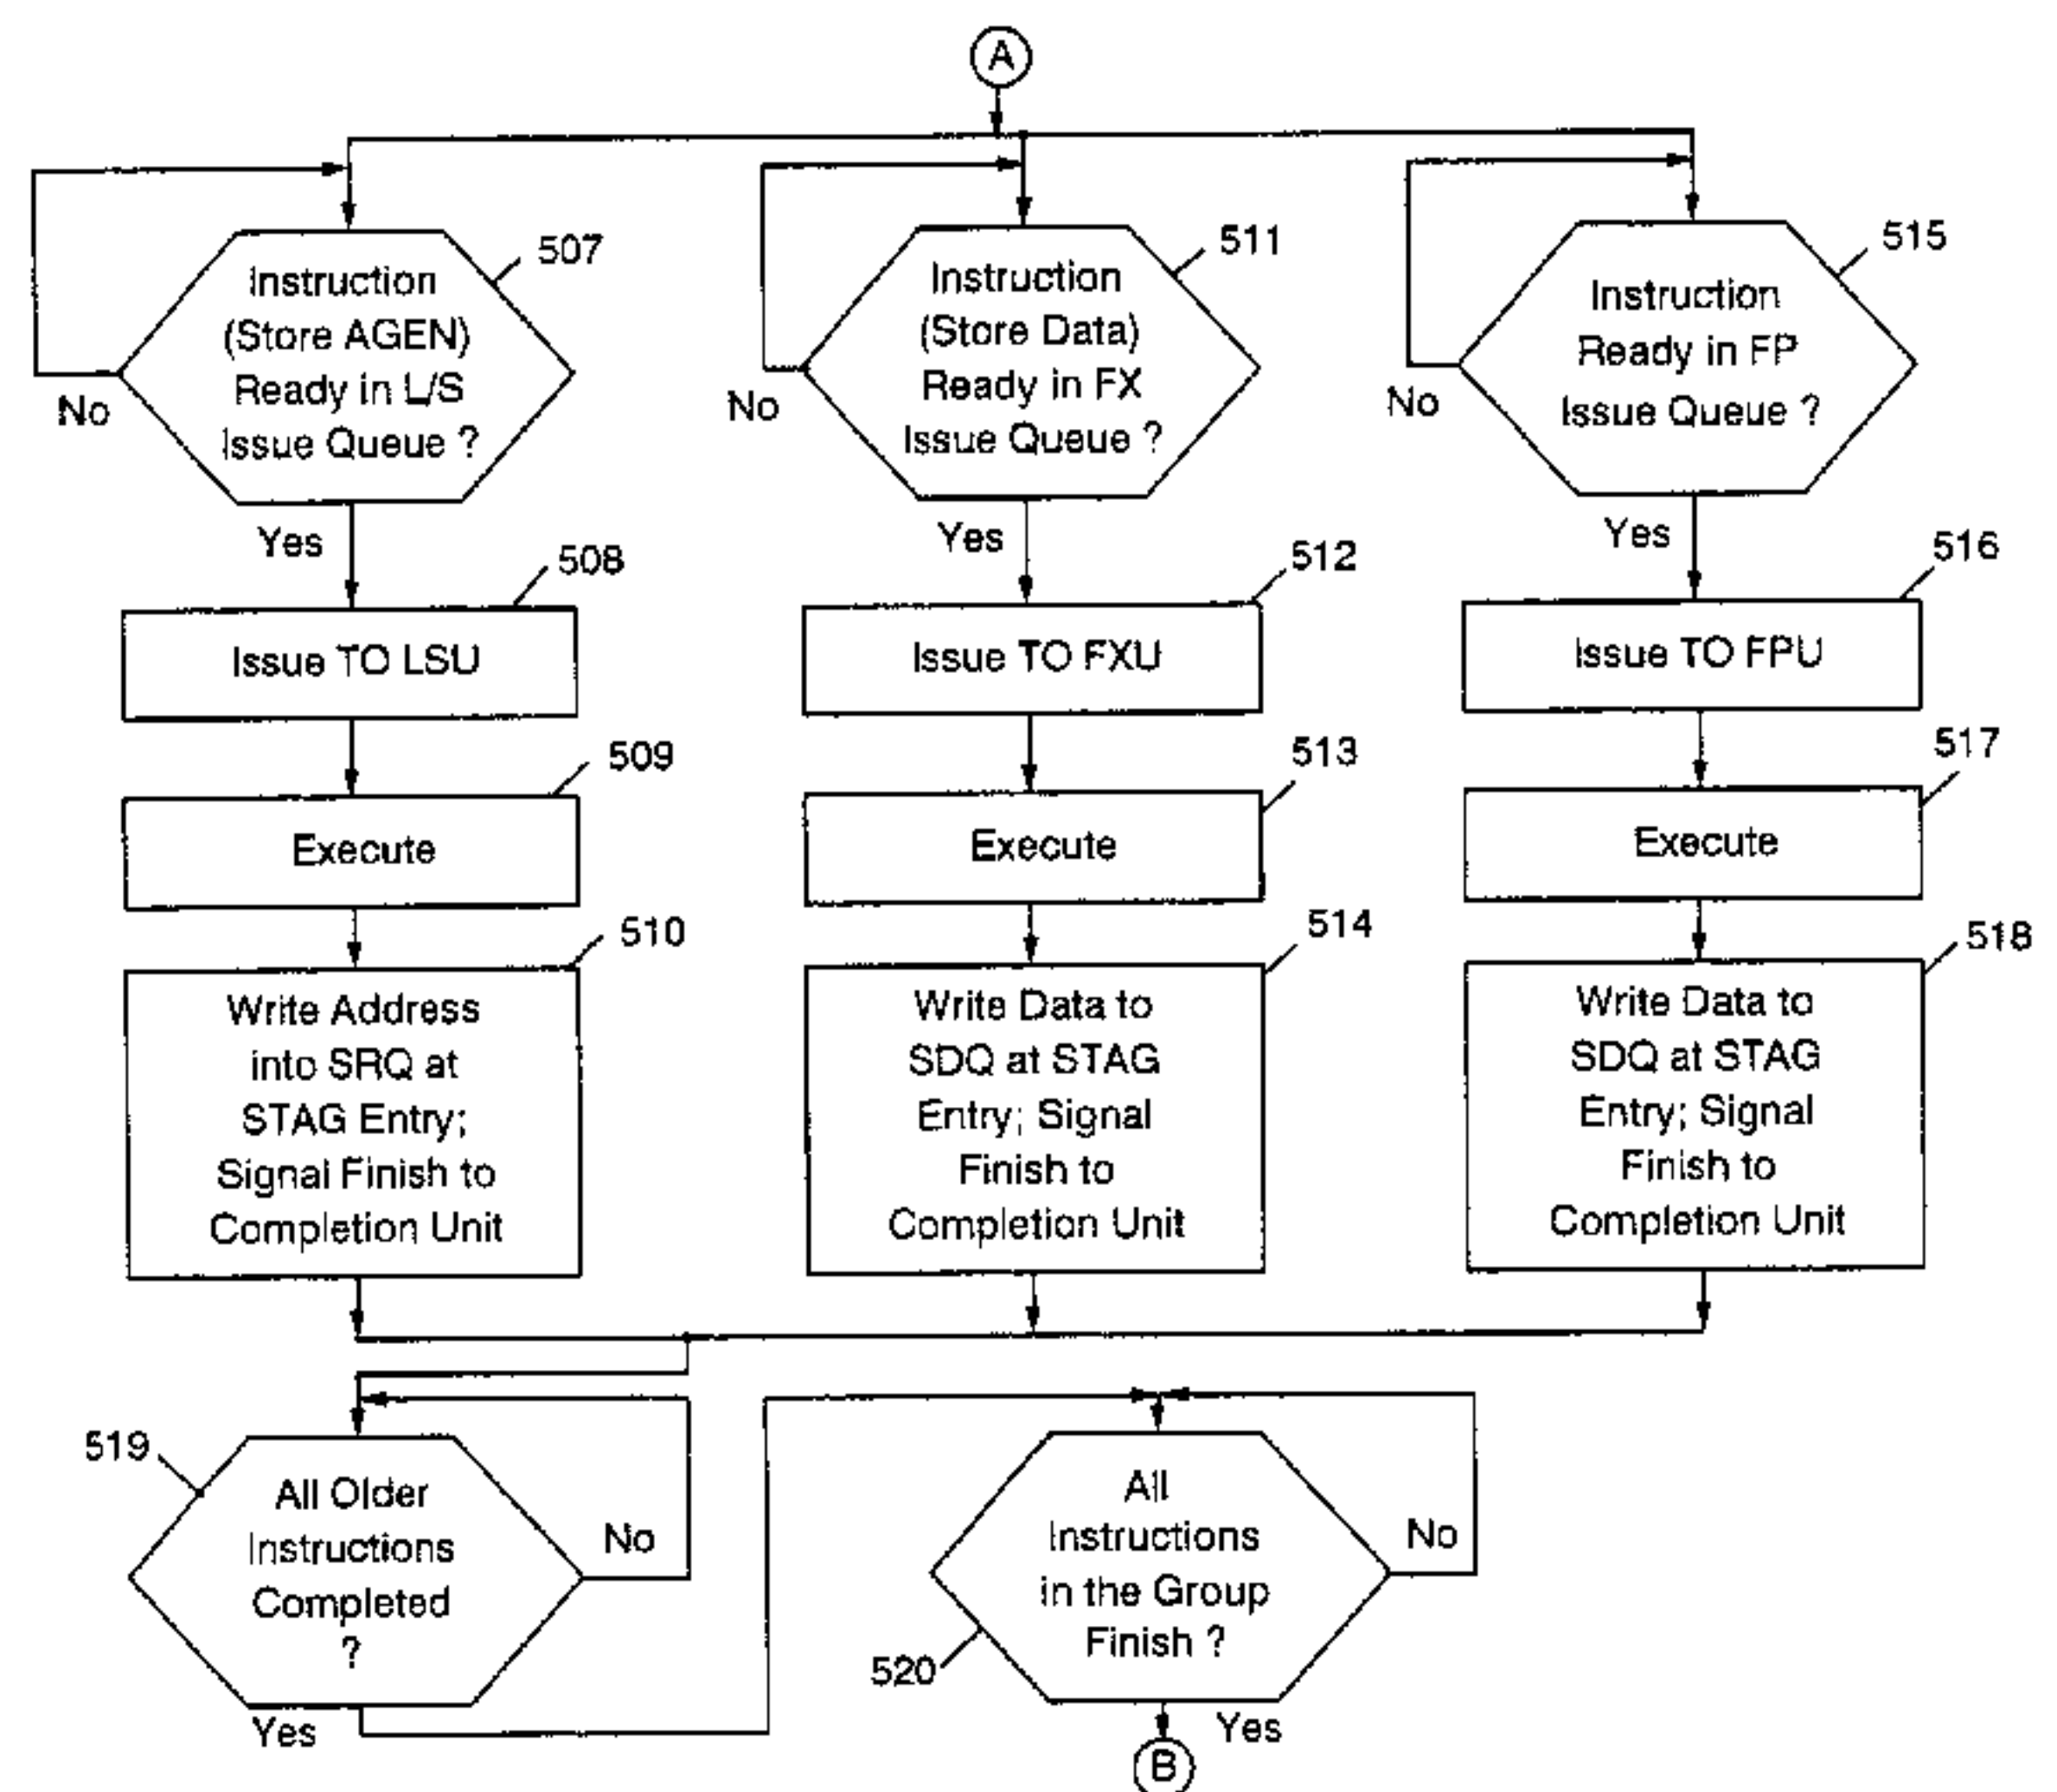 A
507
Instruction
(Store AGEN)
Ready in L/S
Issue Queue ?
No
Yes
508
Issue TO LSU
509
Execute
510
Write Address
into SRQ at
STAG Entry;
Signal Finish to
Completion Unit
511
Instruction
(Store Data)
Ready in FX
Issue Queue ?
No
Yes
512
Issue TO FXU
513
Execute
514
Write Data to
SDQ at STAG
Entry; Signal
Finish to
Completion Unit
515
Instruction
Ready in FP
Issue Queue ?
No
Yes
516
Issue TO FPU
517
Execute
518
Write Data to
SDQ at STAG
Entry; Signal
Finish to
Completion Unit
519
All Older
Instructions
Completed
?
No
Yes
All
Instructions
in the Group
Finish ?
No
520
Yes
B